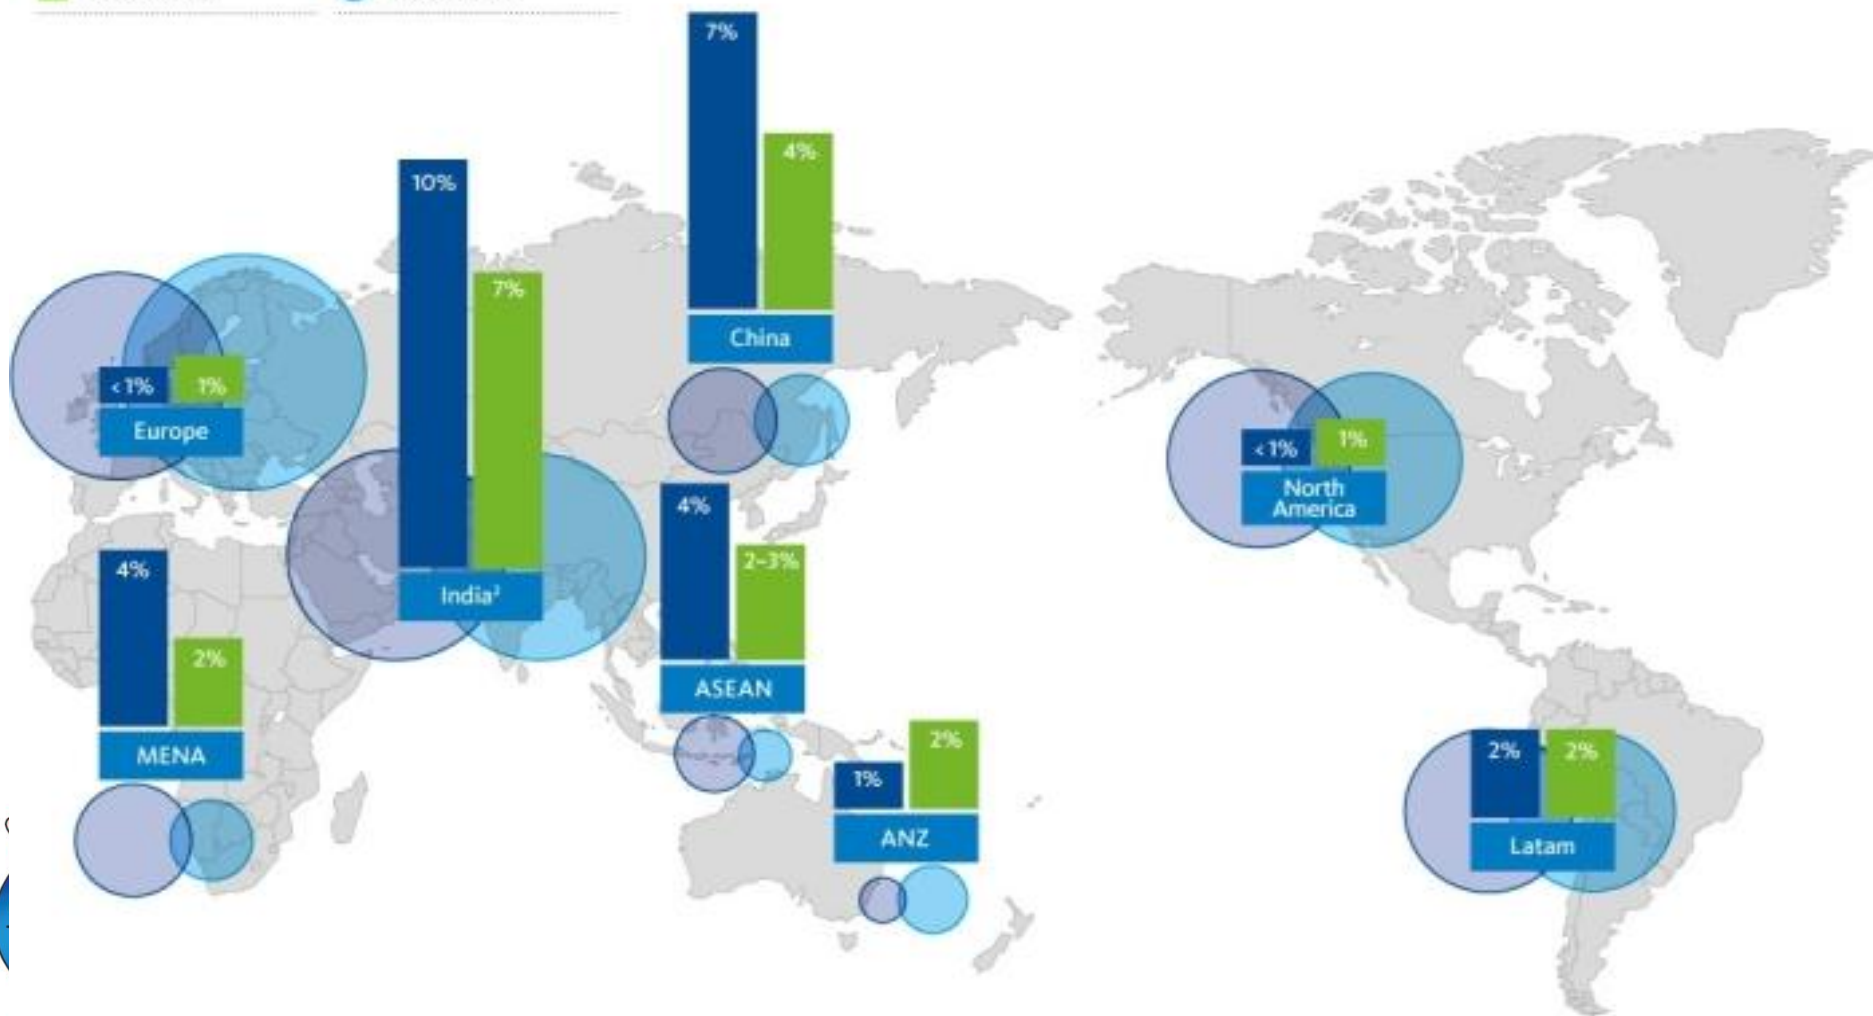 7%
4%
China
10%
7%
India²
<1%
1%
Europe
4%
2–3%
ASEAN
4%
2%
MENA
1%
2%
ANZ
<1%
1%
North
America
2%
2%
Latam